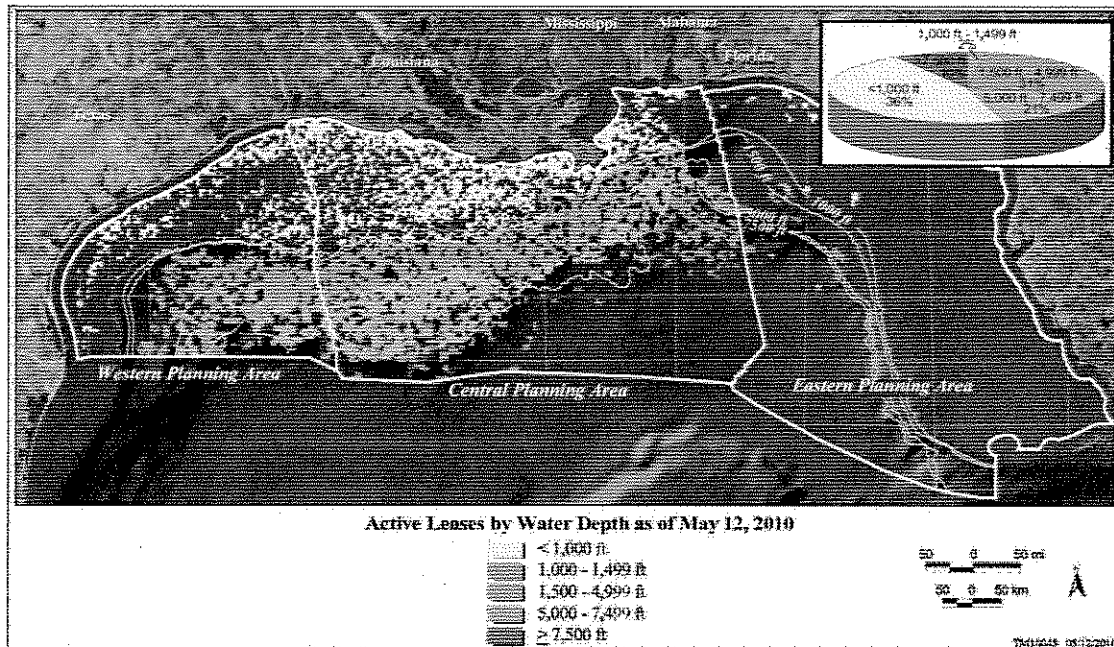 Mississippi Alabama
Louisiana Florida
Texas
1,000 ft - 1,499 ft
2%
<1,000 ft
36%
Western Planning Area
Central Planning Area
Eastern Planning Area
Active Leases by Water Depth as of May 12, 2010
< 1,000 ft
1,000 - 1,499 ft
1,500 - 4,999 ft
5,000 - 7,499 ft
≥ 7,500 ft
50 0 50 mi
50 0 50 km